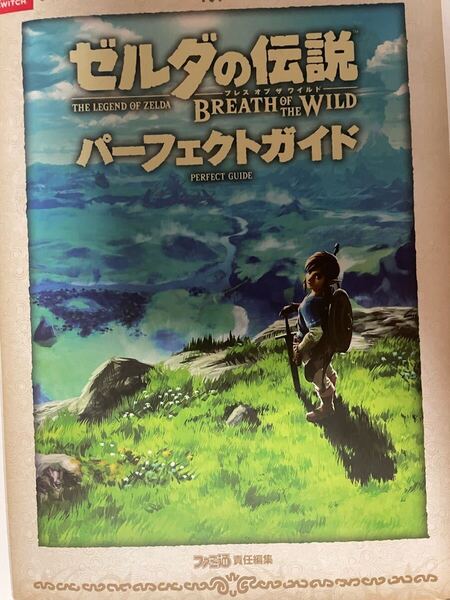 SWITCH
ゼルダの伝説
ブレス オブ ザ ワイルド
THE LEGEND OF ZELDA
BREATH OF THE WILD
パーフェクトガイド
PERFECT GUIDE
ファミ通 責任編集